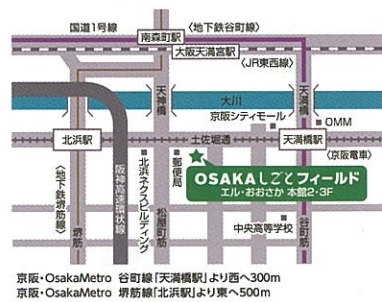 国道1号線
南森町駅
〈地下鉄谷町線〉
大阪天満宮駅
〈JR東西線〉
天神橋
大川
天満橋
京阪シティモール
OMM
北浜駅
土佐堀通
天満橋駅
〈京阪電車〉
〈地下鉄堺筋線〉
堺筋
阪神高速環状線
北浜ネクスビルディング
郵便局
松屋町筋
OSAKAしごとフィールド
エル・おおさか 本館2・3F
中央高等学校
谷町筋
京阪・OsakaMetro 谷町線「天満橋駅」より西へ300m
OsakaMetro 堺筋線「北浜駅」より東へ500m